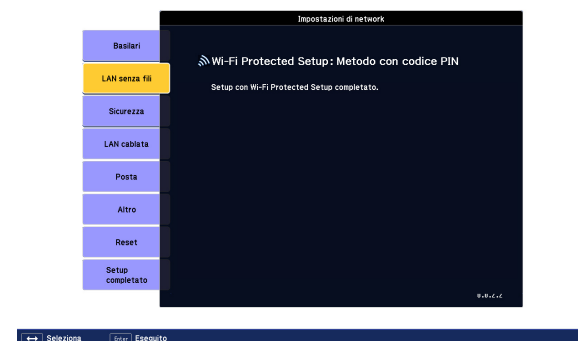 Impostazioni di network
Basilari
LAN senza fili
Sicurezza
LAN cablata
Posta
Altro
Reset
Setup
completato
Wi-Fi Protected Setup: Metodo con codice PIN
Setup con Wi-Fi Protected Setup completato.
Seleziona
Enter Eseguito